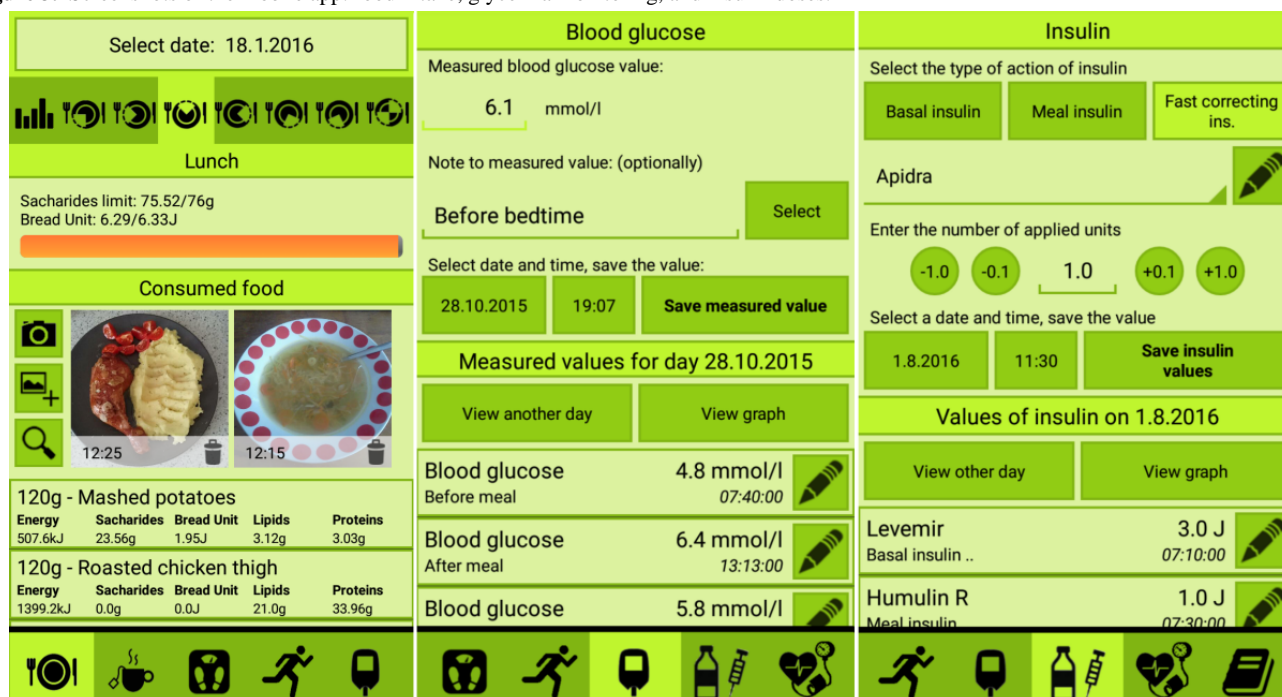 Select date: 18.1.2016
Lunch
Sacharides limit: 75.52/76g
Bread Unit: 6.29/6.33J
Consumed food
12:25
12:15
120g - Mashed potatoes
Energy Sacharides Bread Unit Lipids Proteins
507.6kJ 23.56g 1.95J 3.12g 3.03g
120g - Roasted chicken thigh
Energy Sacharides Bread Unit Lipids Proteins
1399.2kJ 0.0g 0.0J 21.0g 33.96g
Blood glucose
Measured blood glucose value:
6.1 mmol/l
Note to measured value: (optionally)
Before bedtime Select
Select date and time, save the value:
28.10.2015 19:07 Save measured value
Measured values for day 28.10.2015
View another day View graph
Blood glucose 4.8 mmol/l
Before meal 07:40:00
Blood glucose 6.4 mmol/l
After meal 13:13:00
Blood glucose 5.8 mmol/l
Insulin
Select the type of action of insulin
Basal insulin Meal insulin Fast correcting
ins.
Apidra
Enter the number of applied units
-1.0 -0.1 1.0 +0.1 +1.0
Select a date and time, save the value
1.8.2016 11:30 Save insulin
values
Values of insulin on 1.8.2016
View other day View graph
Levemir 3.0 J
Basal insulin .. 07:10:00
Humulin R 1.0 J
Meal insulin 07:30:00